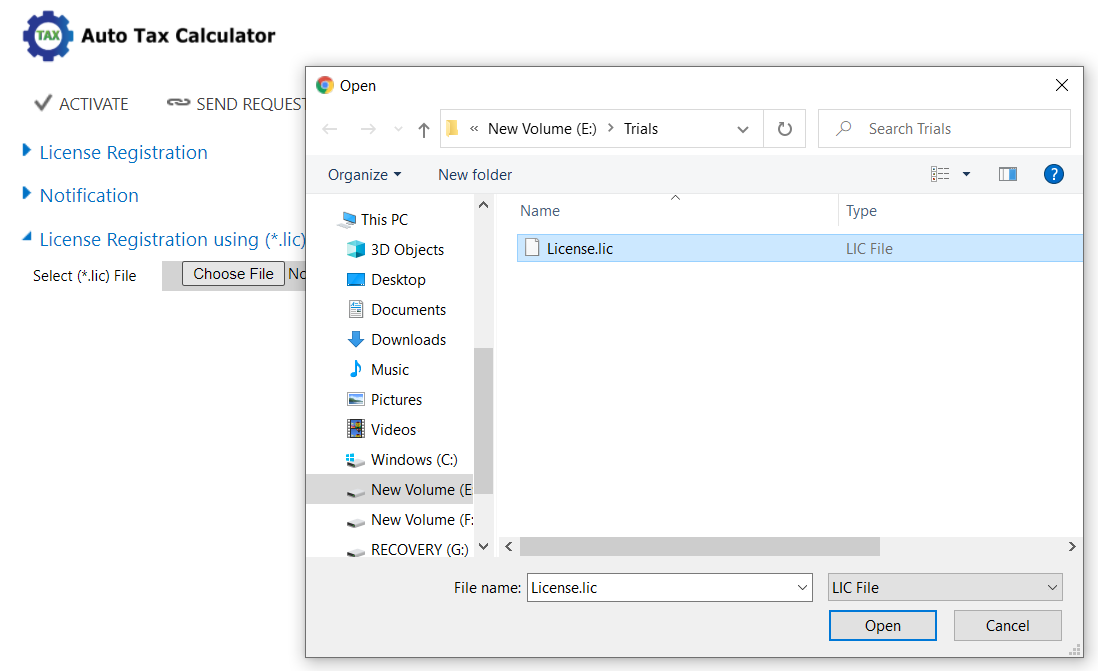 TAX
Auto Tax Calculator
ACTIVATE
SEND REQUEST
License Registration
Notification
License Registration using (*.lic)
Select (*.lic) File
Choose File
No
Open
« New Volume (E:) > Trials
Search Trials
Organize
New folder
?
Name
Type
This PC
3D Objects
Desktop
Documents
Downloads
Music
Pictures
Videos
Windows (C:)
New Volume (E
New Volume (F:
RECOVERY (G:)
License.lic
LIC File
File name:
License.lic
LIC File
Open
Cancel